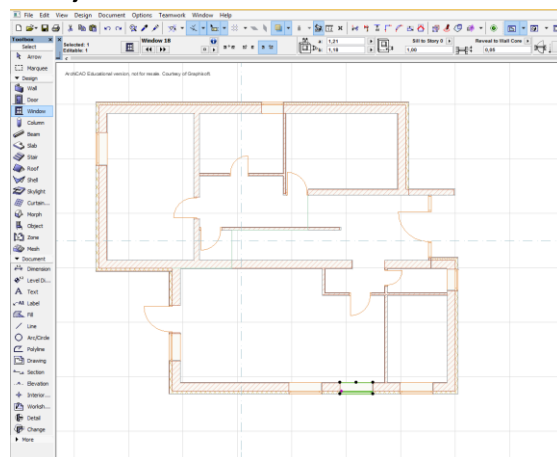 File Edit View Design Document Options Teamwork Window Help
Toolbox
Select
Arrow
Marquee
Design
Wall
Door
Window
Column
Beam
Slab
Stair
Roof
Shell
Skylight
Curtain...
Morph
Object
Zone
Mesh
Document
Dimension
Level Di...
Text
Label
Fill
Line
Arc/Circle
Polyline
Drawing
Section
Elevation
Interior...
Worksh...
Detail
Change
More
Selected: 1
Editable: 1
Window 18
1,21
1,10
Sill to Story 0
1,00
Reveal to Wall Core
0,05
ArchiCAD Educational version, not for resale. Courtesy of Graphisoft.